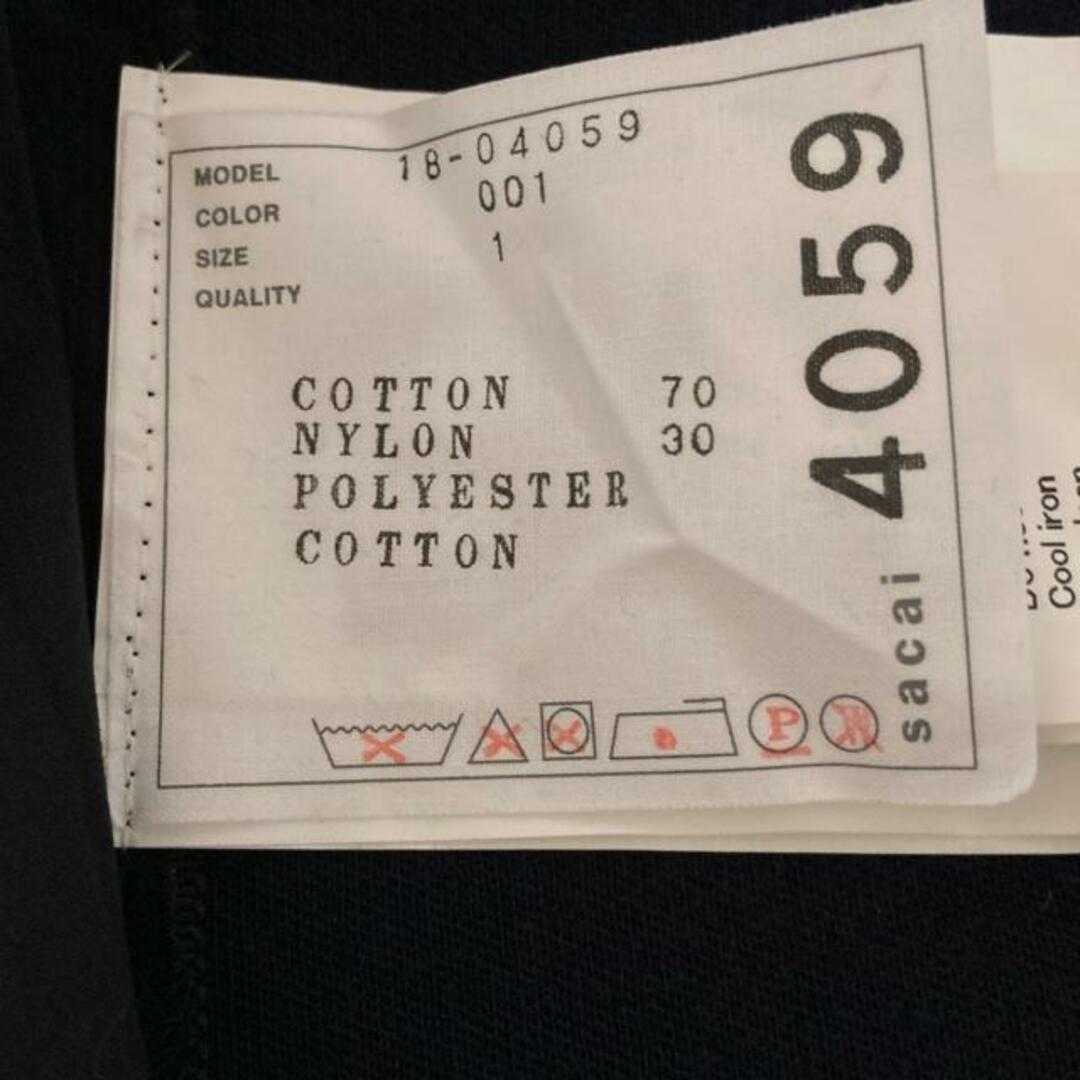 MODEL 18-04059
COLOR 001
SIZE 1
QUALITY
COTTON 70
NYLON 30
POLYESTER
COTTON
P
sacai 4059
Cool iron